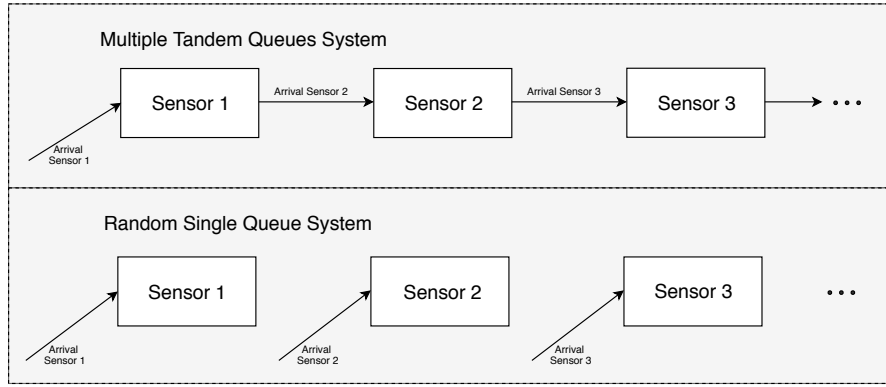 Multiple Tandem Queues System
Sensor 1
Arrival Sensor 2
Sensor 2
Arrival Sensor 3
Sensor 3
Arrival
Sensor 1
Random Single Queue System
Sensor 1
Sensor 2
Sensor 3
Arrival
Sensor 1
Arrival
Sensor 2
Arrival
Sensor 3